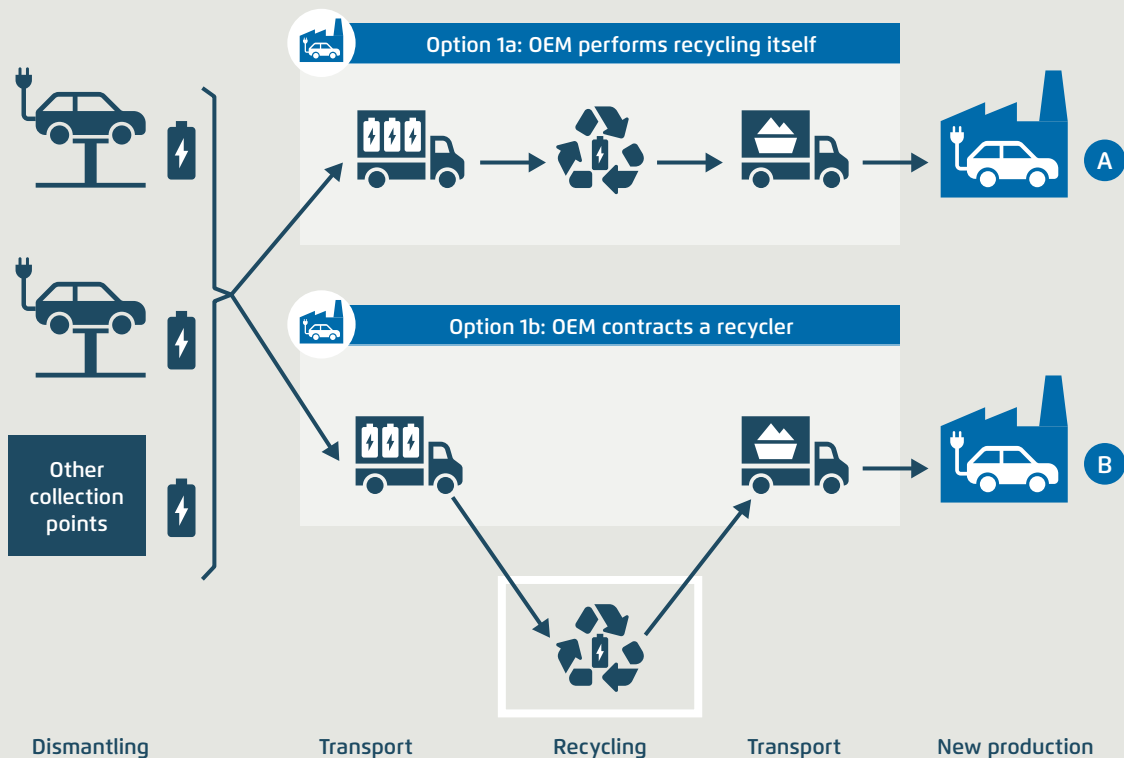 Option 1a: OEM performs recycling itself
A
Option 1b: OEM contracts a recycler
Other
collection
points
B
Dismantling
Transport
Recycling
Transport
New production